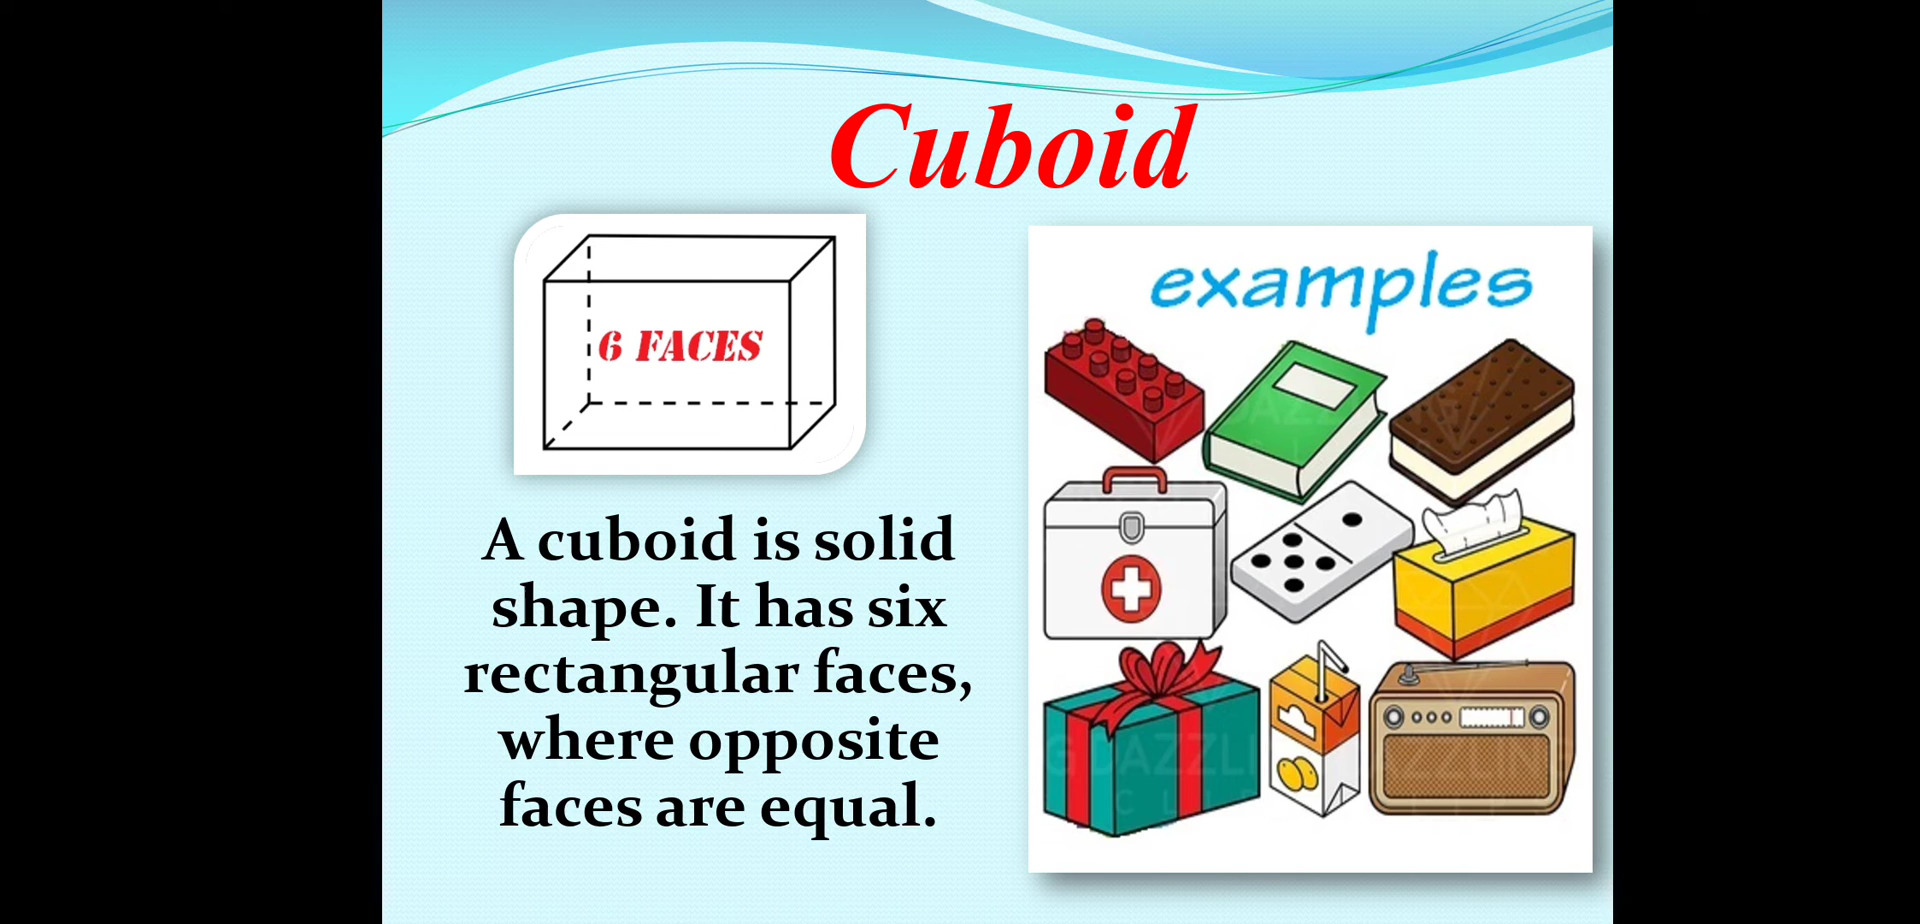 Cuboid
6 FACES
examples
A cuboid is solid
shape. It has six
rectangular faces,
where opposite
faces are equal.